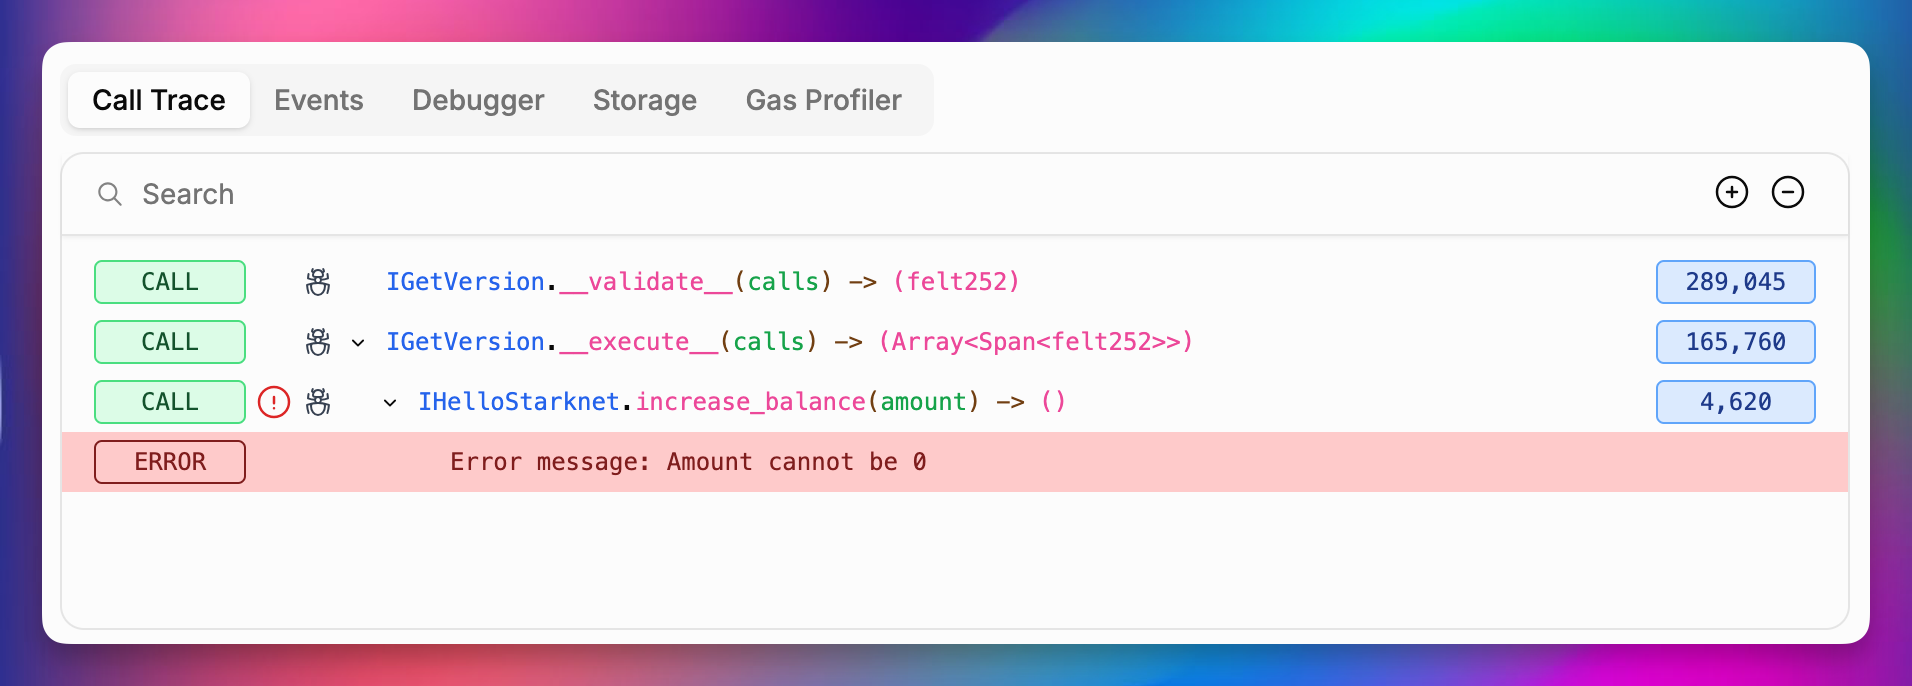 Call Trace Events Debugger Storage Gas Profiler
Search
CALL IGetVersion.__validate__(calls) -> (felt252) 289,045
CALL IGetVersion.__execute__(calls) -> (Array<Span<felt252>>) 165,760
CALL IHelloStarknet.increase_balance(amount) -> () 4,620
ERROR Error message: Amount cannot be 0